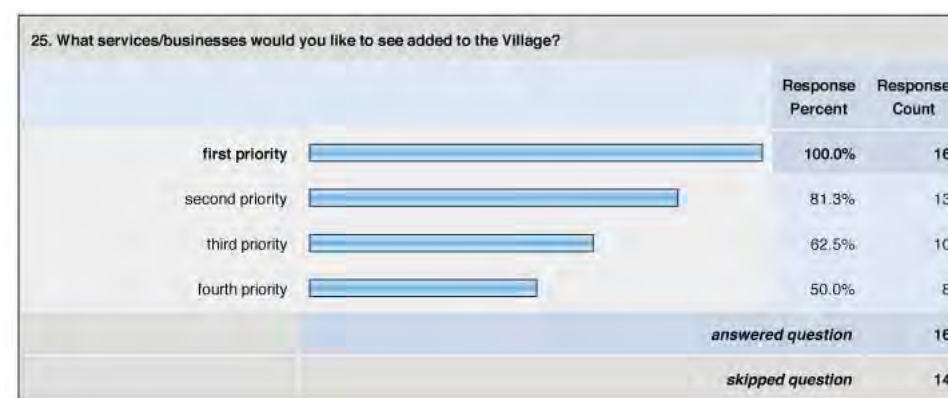 25. What services/businesses would you like to see added to the Village?
Response Percent Response Count
first priority 100.0% 16
second priority 81.3% 13
third priority 62.5% 10
fourth priority 50.0% 8
answered question 16
skipped question 14